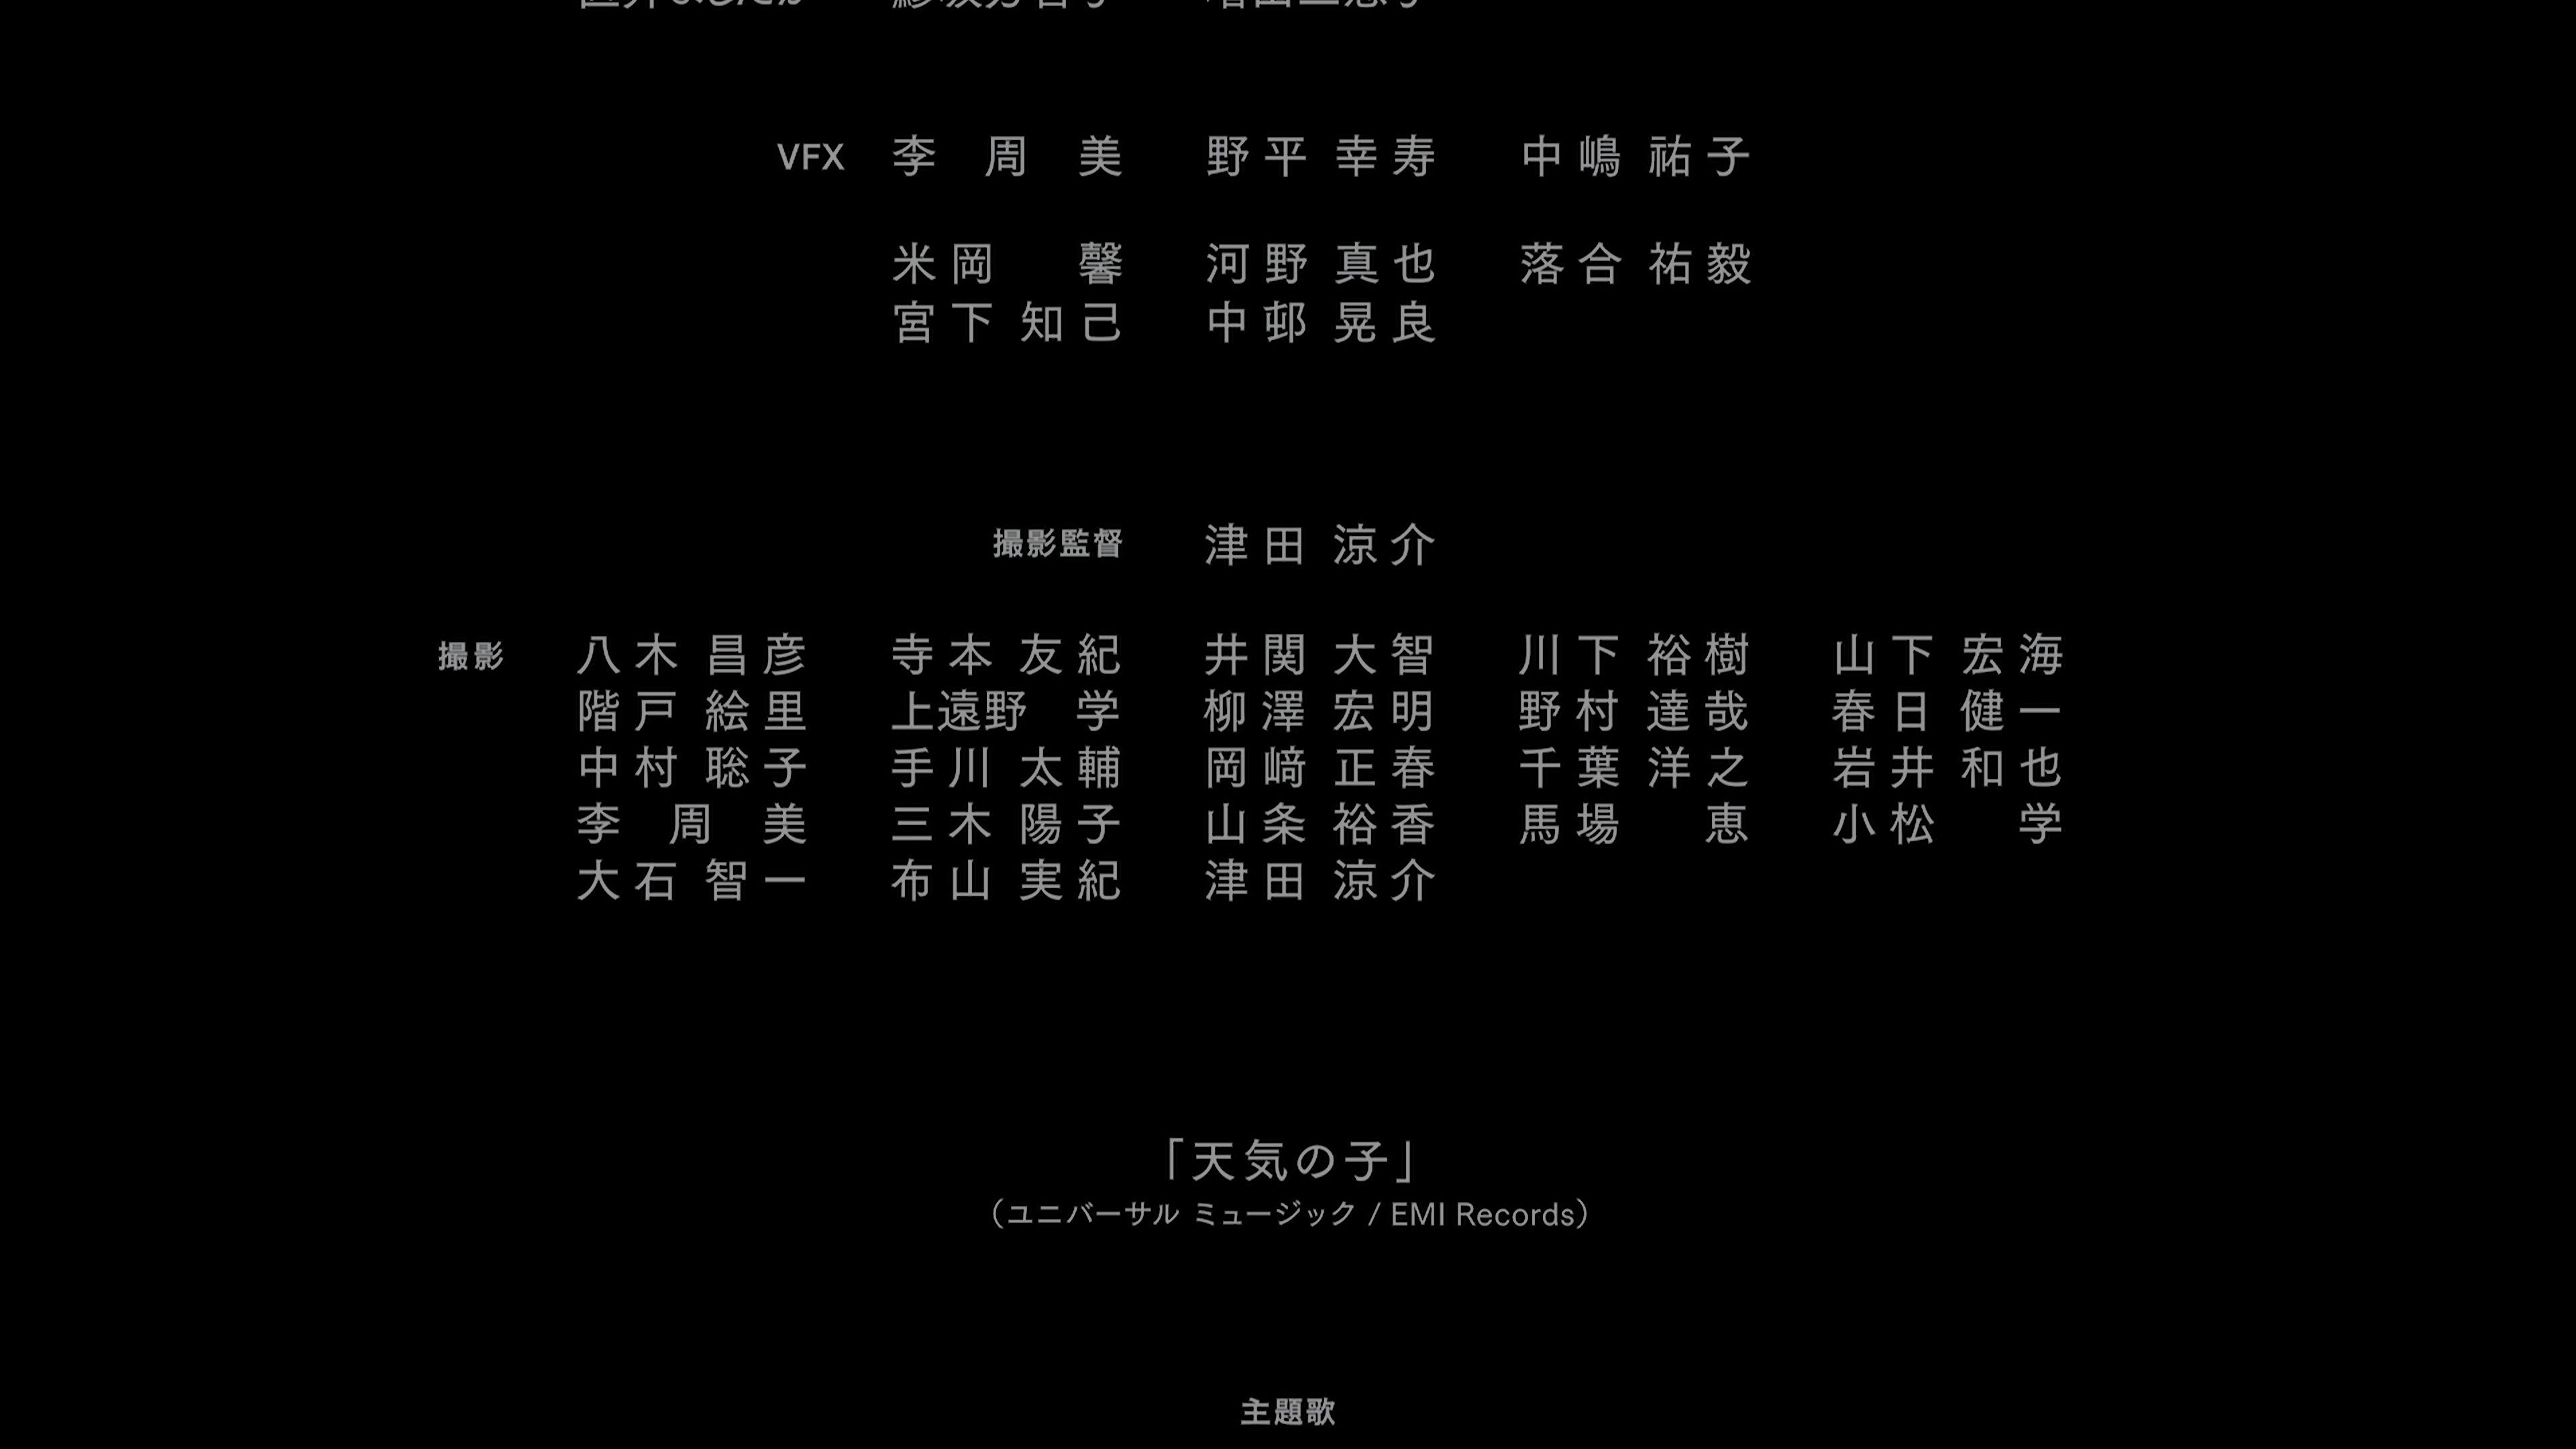 VFX 李 周 美 野平 幸寿 中嶋 祐子
米岡 馨 河野 真也 落合 祐毅
宮下 知己 中邨 晃良
撮影監督 津田 涼介
撮影 八木 昌彦 寺本 友紀 井関 大智 川下 裕樹 山下 宏海
階戸 絵里 上遠野 学 柳澤 宏明 野村 達哉 春日 健一
中村 聡子 手川 太輔 岡﨑 正春 千葉 洋之 岩井 和也
李 周 美 三木 陽子 山条 裕香 馬場 恵 小松 学
大石 智一 布山 実紀 津田 涼介
「天気の子」
（ユニバーサル ミュージック / EMI Records）
主題歌